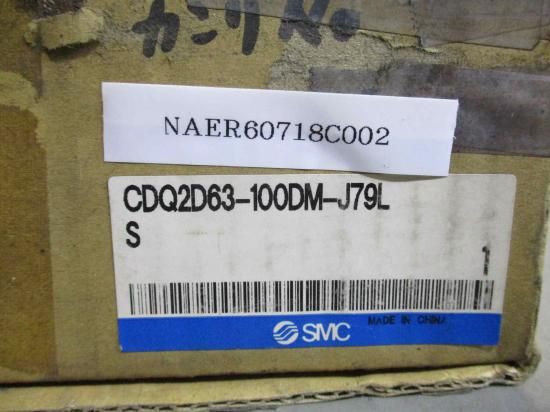 NAER60718C002
CDQ2D63-100DM-J79L
S
1
MADE IN CHINA
SMC